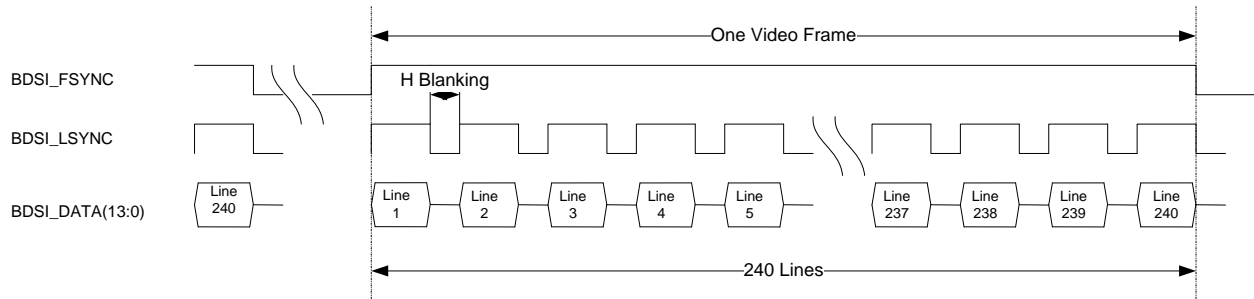 One Video Frame
BDSI_FSYNC
H Blanking
BDSI_LSYNC
BDSI_DATA(13:0)
Line
240
Line
1
Line
2
Line
3
Line
4
Line
5
Line
237
Line
238
Line
239
Line
240
240 Lines